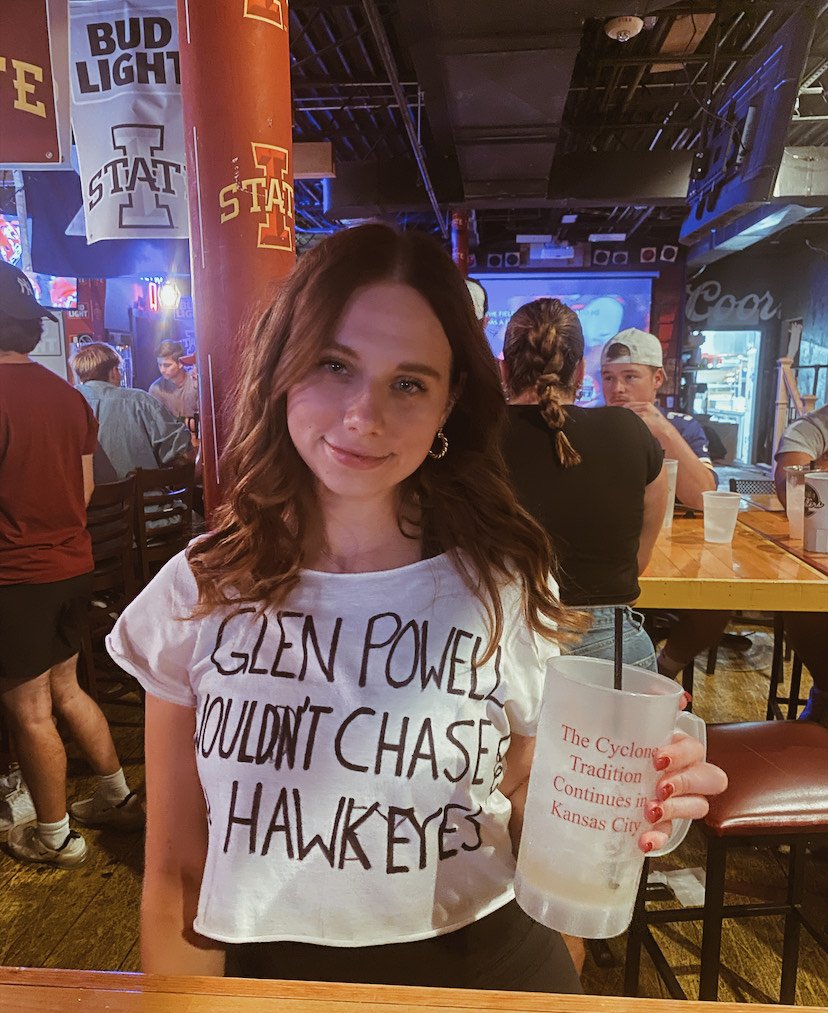 BUD
LIGHT
STATE
I
STATE
I
GLEN POWELL
WOULDN'T CHASE
HAWKEYES
The Cyclone
Tradition
Continues in
Kansas City
Coors